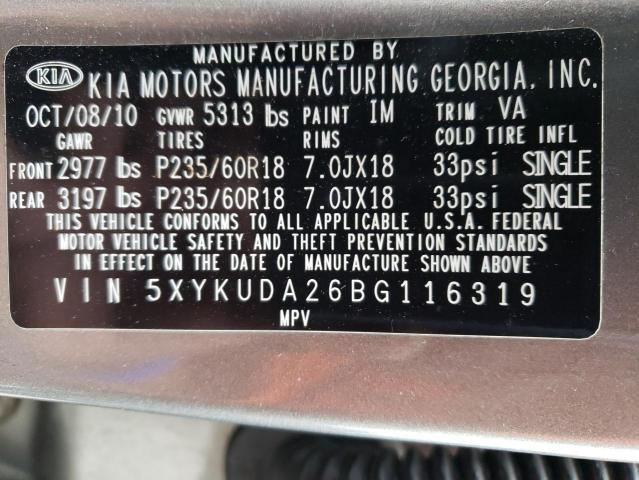 MANUFACTURED BY
KIA KIA MOTORS MANUFACTURING GEORGIA, INC.
OCT/08/10 GVWR 5313 lbs PAINT IM TRIM VA
GAWR TIRES RIMS COLD TIRE INFL
FRONT 2977 lbs P235/60R18 7.0JX18 33psi SINGLE
REAR 3197 lbs P235/60R18 7.0JX18 33psi SINGLE
THIS VEHICLE CONFORMS TO ALL APPLICABLE U.S.A. FEDERAL
MOTOR VEHICLE SAFETY AND THEFT PREVENTION STANDARDS
IN EFFECT ON THE DATE OF MANUFACTURE SHOWN ABOVE
VIN 5XYKUDA26BG116319
MPV